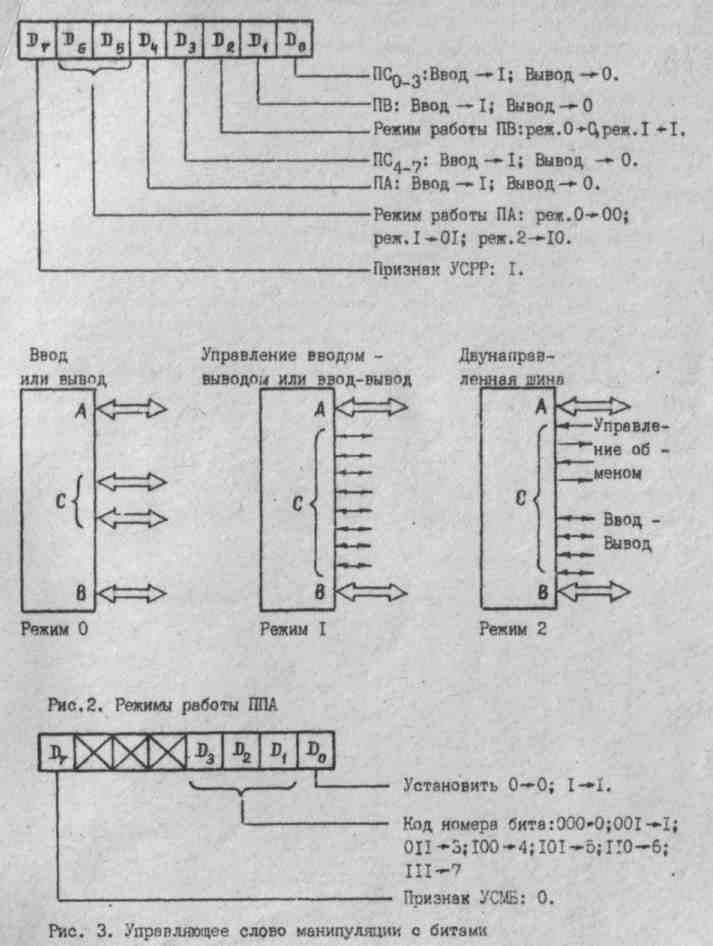 D₇ D₆ D₅ D₄ D₃ D₂ D₁ D₀
ПС₀₋₃:Ввод → I; Вывод → 0.
ПВ: Ввод → I; Вывод → 0
Режим работы ПВ:реж.0→0,реж.I → I.
ПС₄₋₇: Ввод → I; Вывод → 0.
ПА: Ввод → I; Вывод → 0.
Режим работы ПА: реж.0→00;
реж.I→0I; реж.2→I0.
Признак УСРР: I.
Ввод
или вывод
A
C
B
Режим 0
Управление вводом -
выводом или ввод-вывод
A
C
B
Режим I
Двунаправ-
ленная шина
A
Управле-
ние об -
меном
C
Ввод -
Вывод
B
Режим 2
Рис.2. Режимы работы ППА
D₇ D₃ D₂ D₁ D₀
Установить 0→0; I→I.
Код номера бита:000→0;00I→I;
0II→3;I00→4;I0I→5;II0→6;
III→7
Признак УСМБ: 0.
Рис. 3. Управляющее слово манипуляции с битами